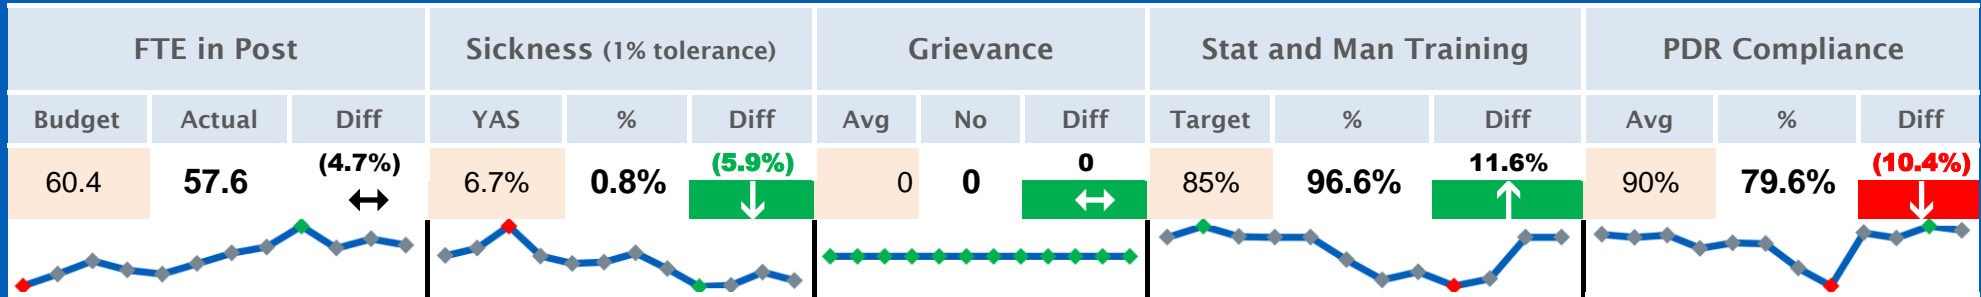 FTE in Post Sickness (1% tolerance) Grievance Stat and Man Training PDR Compliance
Budget Actual Diff YAS % Diff Avg No Diff Target % Diff Avg % Diff
60.4 57.6 (4.7%) 6.7% 0.8% (5.9%) 0 0 0 85% 96.6% 11.6% 90% 79.6% (10.4%)